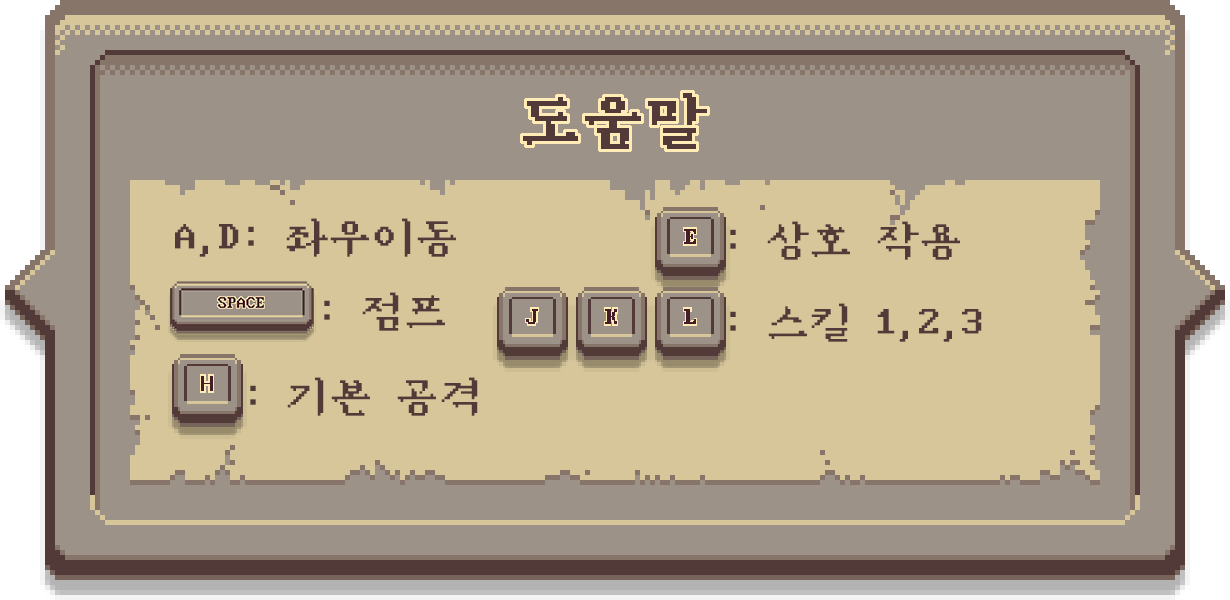 도움말
A,D: 좌우이동
E : 상호 작용
SPACE : 점프
J K L : 스킬 1,2,3
H : 기본 공격